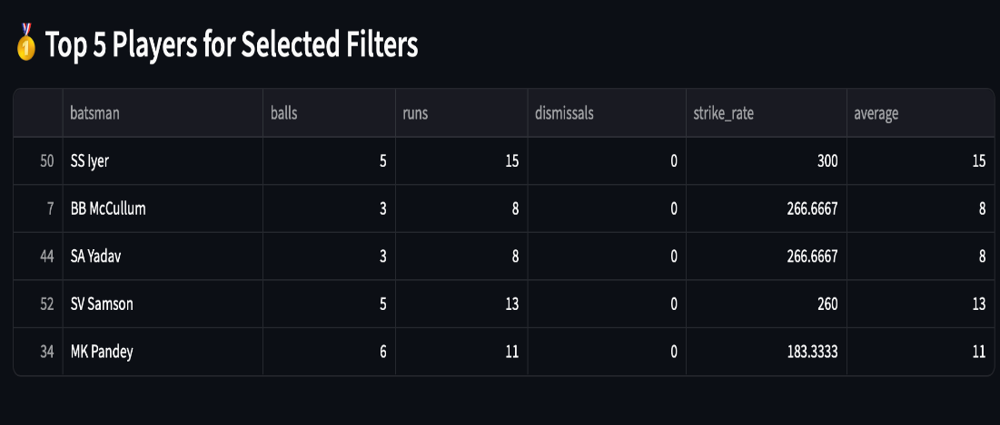 Top 5 Players for Selected Filters
batsman balls runs dismissals strike_rate average
50 SS Iyer 5 15 0 300 15
7 BB McCullum 3 8 0 266.6667 8
44 SA Yadav 3 8 0 266.6667 8
52 SV Samson 5 13 0 260 13
34 MK Pandey 6 11 0 183.3333 11